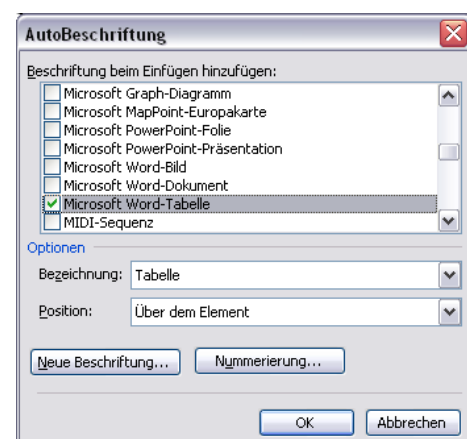 AutoBeschriftung
Beschriftung beim Einfügen hinzufügen:
Microsoft Graph-Diagramm
Microsoft MapPoint-Europakarte
Microsoft PowerPoint-Folie
Microsoft PowerPoint-Präsentation
Microsoft Word-Bild
Microsoft Word-Dokument
Microsoft Word-Tabelle
MIDI-Sequenz
Optionen
Bezeichnung: Tabelle
Position: Über dem Element
Neue Beschriftung... Nummerierung...
OK Abbrechen